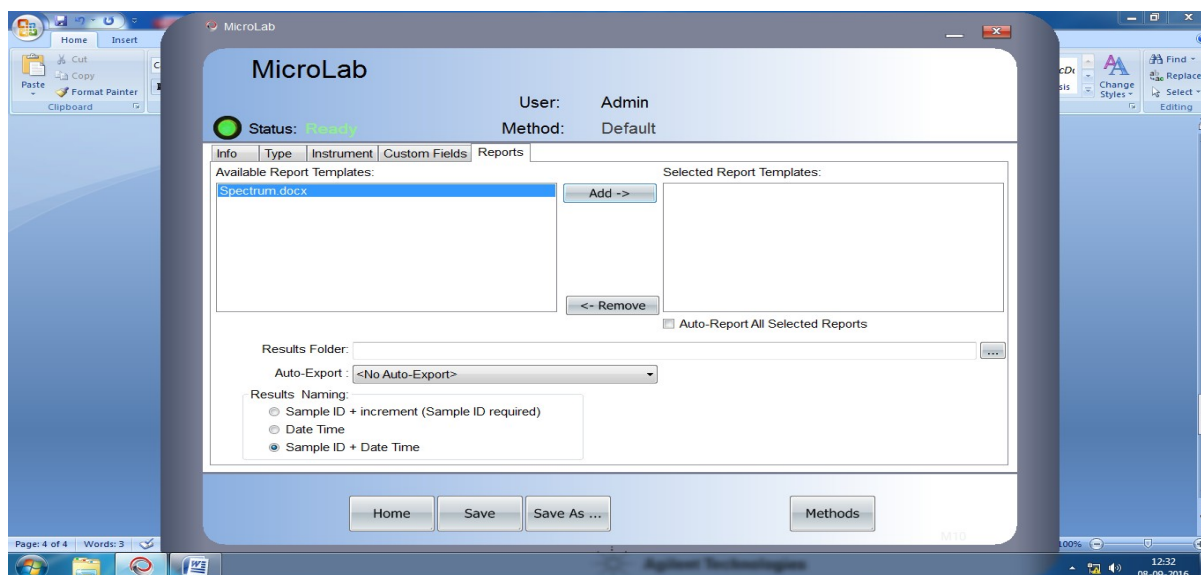 MicroLab
Home Insert
Cut
Copy
Paste
Format Painter
Clipboard
MicroLab
User: Admin
Status: Ready
Method: Default
Info Type Instrument Custom Fields Reports
Available Report Templates:
Selected Report Templates:
Spectrum.docx
Add ->
<- Remove
Auto-Report All Selected Reports
Results Folder:
...
Auto-Export : <No Auto-Export>
Results Naming:
Sample ID + increment (Sample ID required)
Date Time
Sample ID + Date Time
Home Save Save As ... Methods
M10
Change
Styles
Find
Replace
Select
Editing
Page: 4 of 4 Words: 3
100%
Agilent Technologies
12:32
08-09-2016